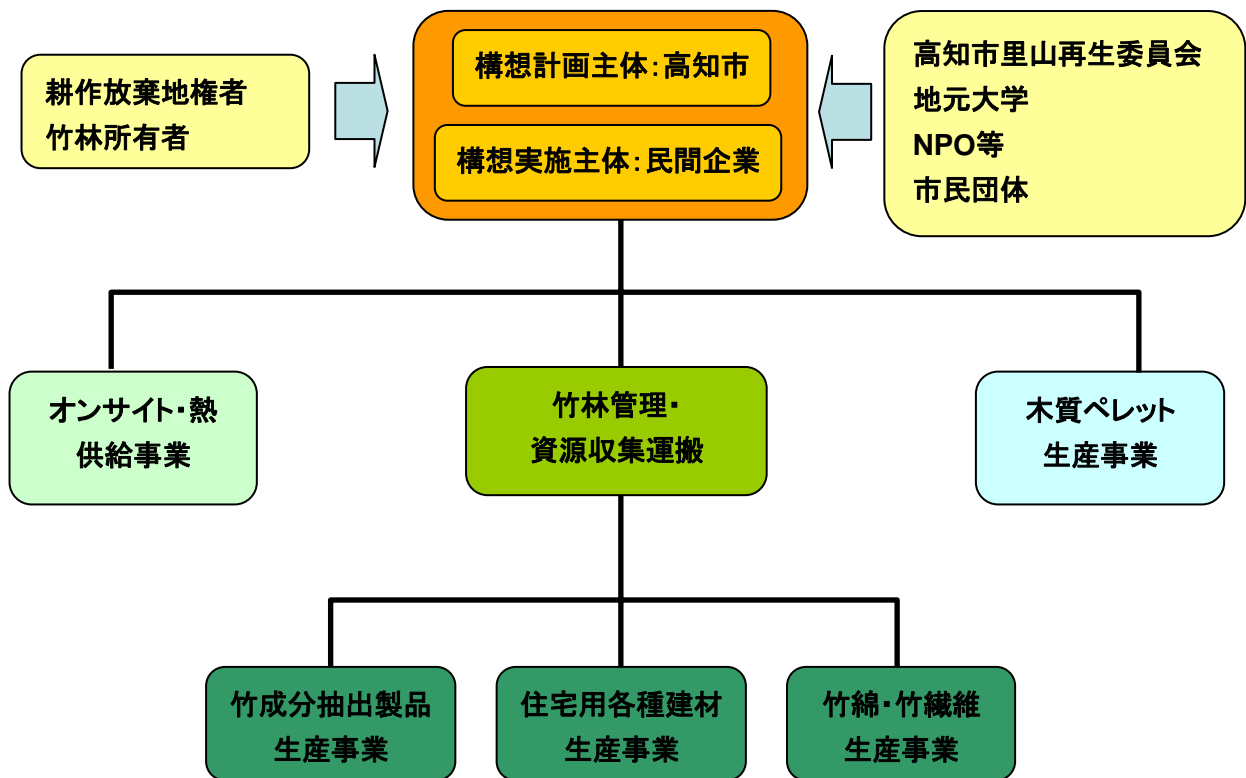 構想計画主体：高知市
構想実施主体：民間企業
耕作放棄地権者
竹林所有者
高知市里山再生委員会
地元大学
NPO等
市民団体
オンサイト・熱
供給事業
竹林管理・
資源収集運搬
木質ペレット
生産事業
竹成分抽出製品
生産事業
住宅用各種建材
生産事業
竹綿・竹繊維
生産事業